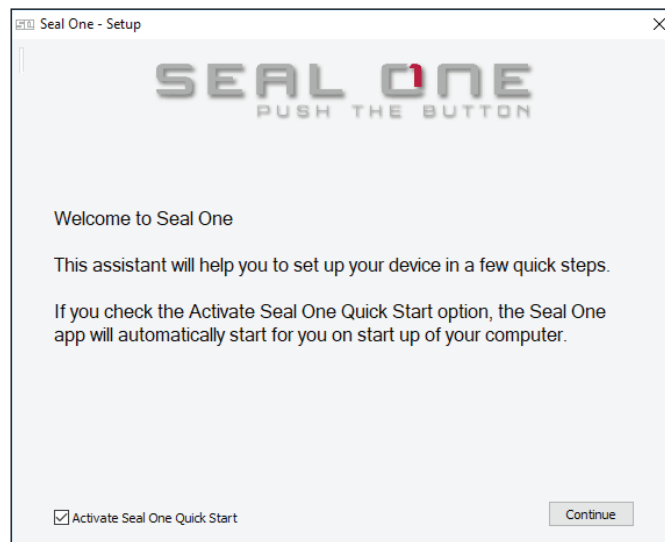 Seal One - Setup
SEAL ONE
PUSH THE BUTTON
Welcome to Seal One
This assistant will help you to set up your device in a few quick steps.
If you check the Activate Seal One Quick Start option, the Seal One
app will automatically start for you on start up of your computer.
Activate Seal One Quick Start
Continue